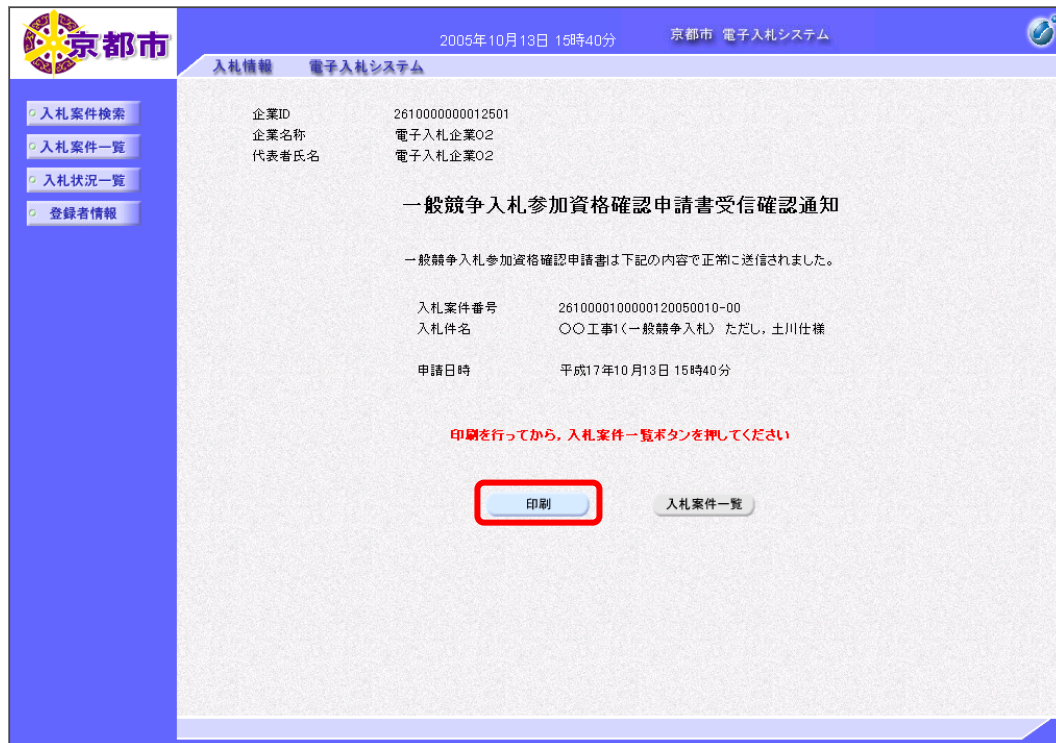 京都市
2005年10月13日 15時40分
京都市 電子入札システム
入札情報 電子入札システム
入札案件検索
入札案件一覧
入札状況一覧
登録者情報
企業ID 2610000000012501
企業名称 電子入札企業02
代表者氏名 電子入札企業02
一般競争入札参加資格確認申請書受信確認通知
一般競争入札参加資格確認申請書は下記の内容で正常に送信されました。
入札案件番号 2610000100000120050010-00
入札件名 〇〇工事1(一般競争入札) ただし, 土川仕様
申請日時 平成17年10月13日 15時40分
印刷を行ってから, 入札案件一覧ボタンを押してください
印刷 入札案件一覧